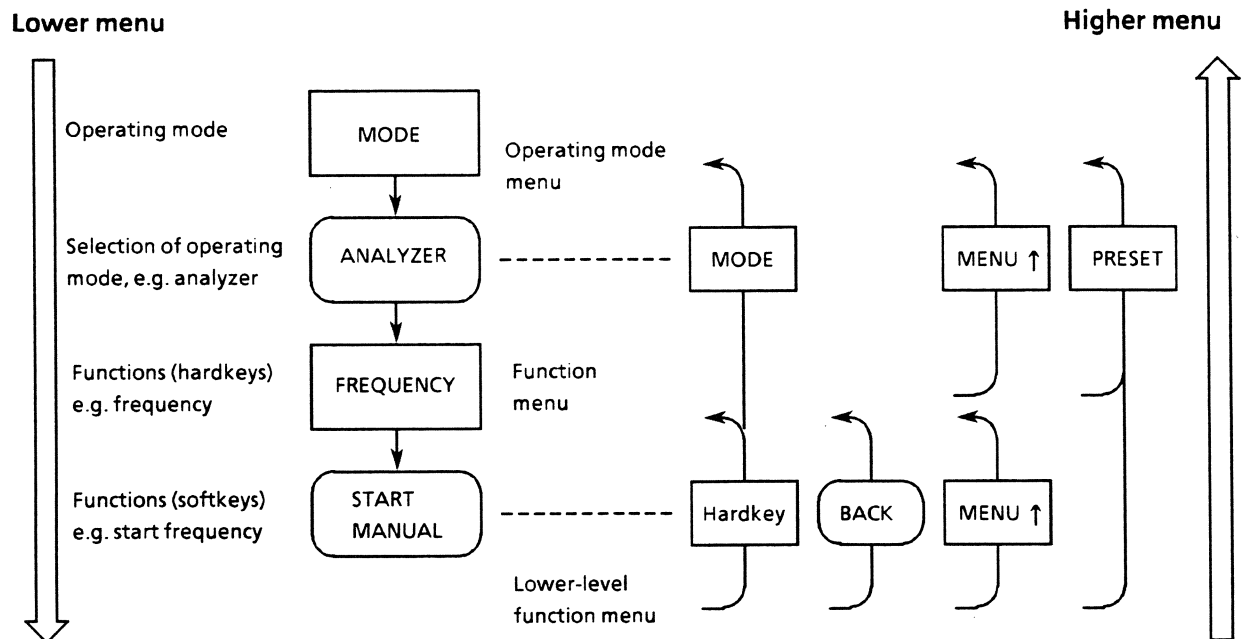 Lower menu
Higher menu
Operating mode
MODE
Operating mode
menu
Selection of operating
mode, e.g. analyzer
ANALYZER
MODE
MENU ↑
PRESET
Functions (hardkeys)
e.g. frequency
FREQUENCY
Function
menu
Functions (softkeys)
e.g. start frequency
START
MANUAL
Hardkey
BACK
MENU ↑
Lower-level
function menu